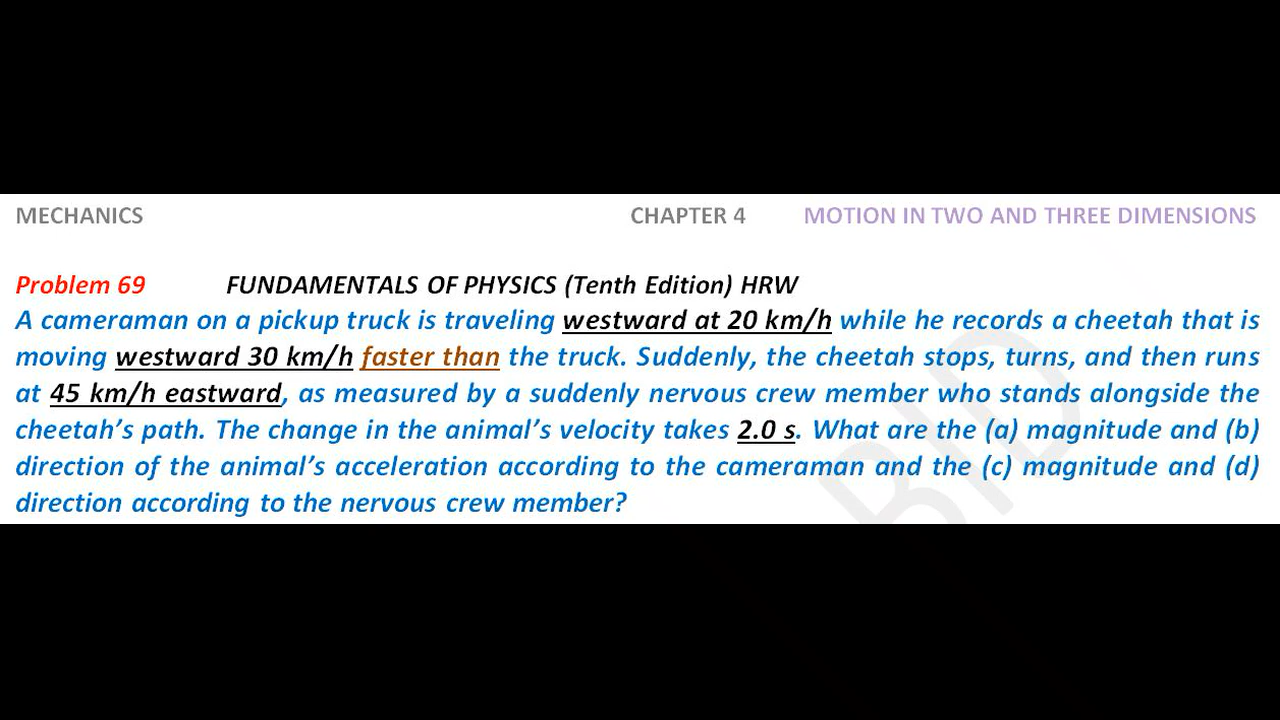 MECHANICS CHAPTER 4 MOTION IN TWO AND THREE DIMENSIONS
Problem 69 FUNDAMENTALS OF PHYSICS (Tenth Edition) HRW
A cameraman on a pickup truck is traveling westward at 20 km/h while he records a cheetah that is
moving westward 30 km/h faster than the truck. Suddenly, the cheetah stops, turns, and then runs
at 45 km/h eastward, as measured by a suddenly nervous crew member who stands alongside the
cheetah's path. The change in the animal's velocity takes 2.0 s. What are the (a) magnitude and (b)
direction of the animal's acceleration according to the cameraman and the (c) magnitude and (d)
direction according to the nervous crew member?